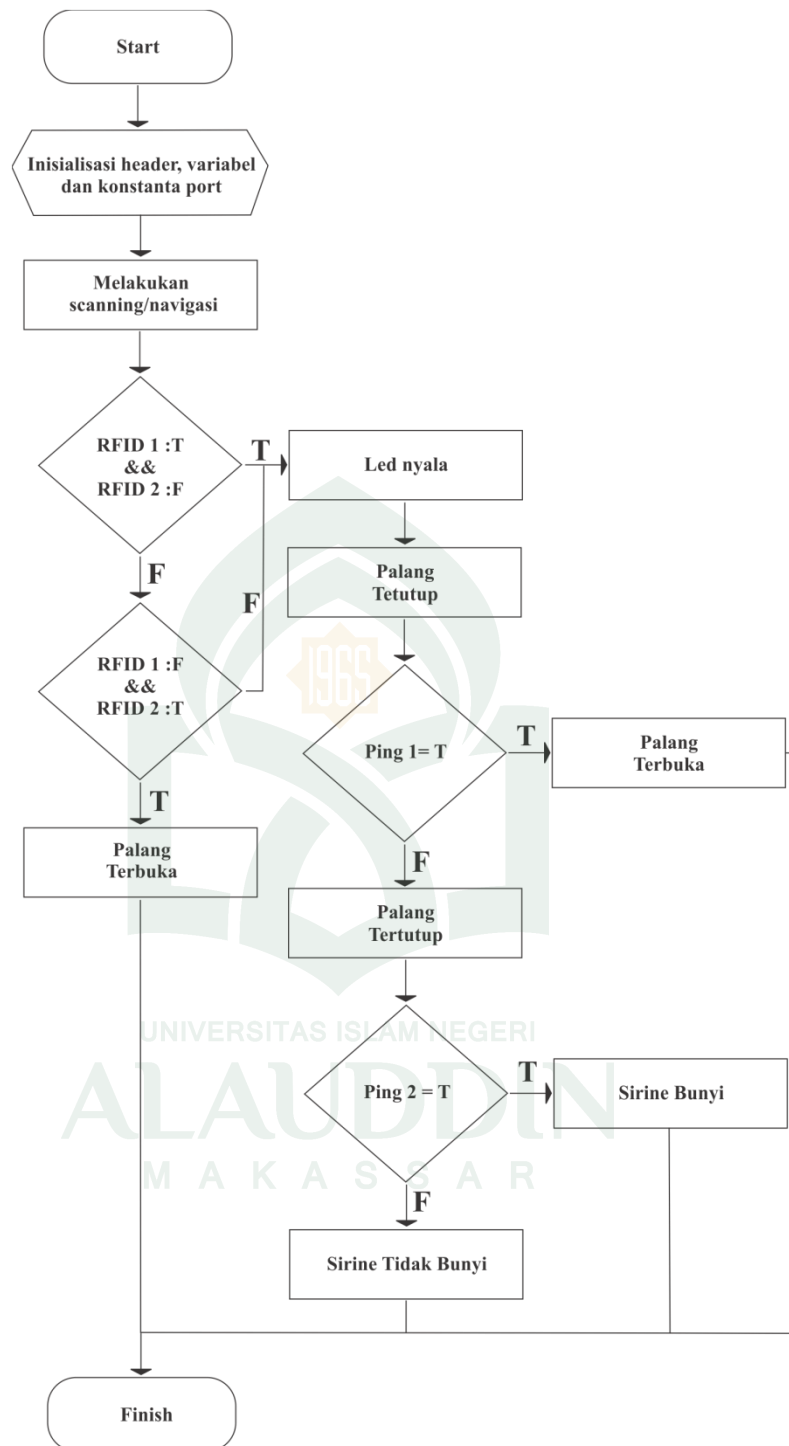 Start
Inisialisasi header, variabel
dan konstanta port
Melakukan
scanning/navigasi
RFID 1 :T
&&
RFID 2 :F
T
Led nyala
F
Palang
Tetutup
F
RFID 1 :F
&&
RFID 2 :T
1965
Ping 1= T
T
Palang
Terbuka
T
Palang
Terbuka
F
Palang
Tertutup
UNIVERSITAS ISLAM NEGERI
ALAUDDIN
MAKASSAR
Ping 2 = T
T
Sirine Bunyi
F
Sirine Tidak Bunyi
Finish